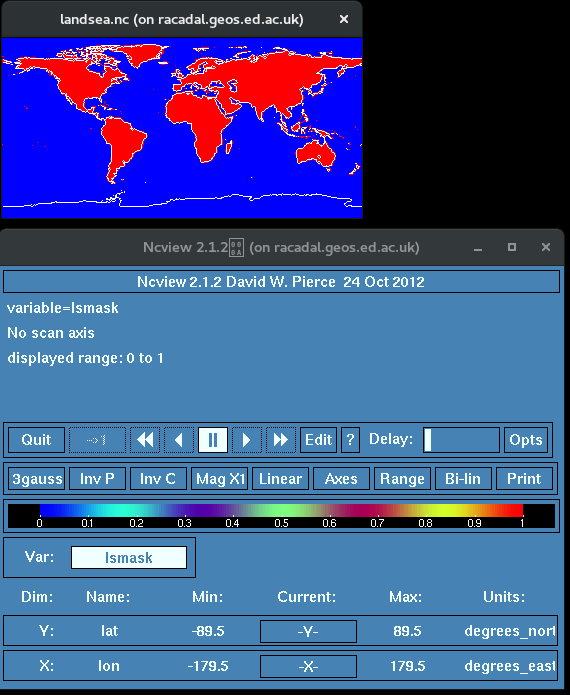 landsea.nc (on racadal.geos.ed.ac.uk) ×
Ncview 2.1.2 (on racadal.geos.ed.ac.uk)
Ncview 2.1.2 David W. Pierce 24 Oct 2012
variable=lsmask
No scan axis
displayed range: 0 to 1
Quit ->1 Edit ? Delay: Opts
3gauss Inv P Inv C Mag X1 Linear Axes Range Bi-lin Print
0 0.1 0.2 0.3 0.4 0.5 0.6 0.7 0.8 0.9 1
Var: lsmask
Dim: Name: Min: Current: Max: Units:
Y: lat -89.5 -Y- 89.5 degrees_nort
X: lon -179.5 -X- 179.5 degrees_east